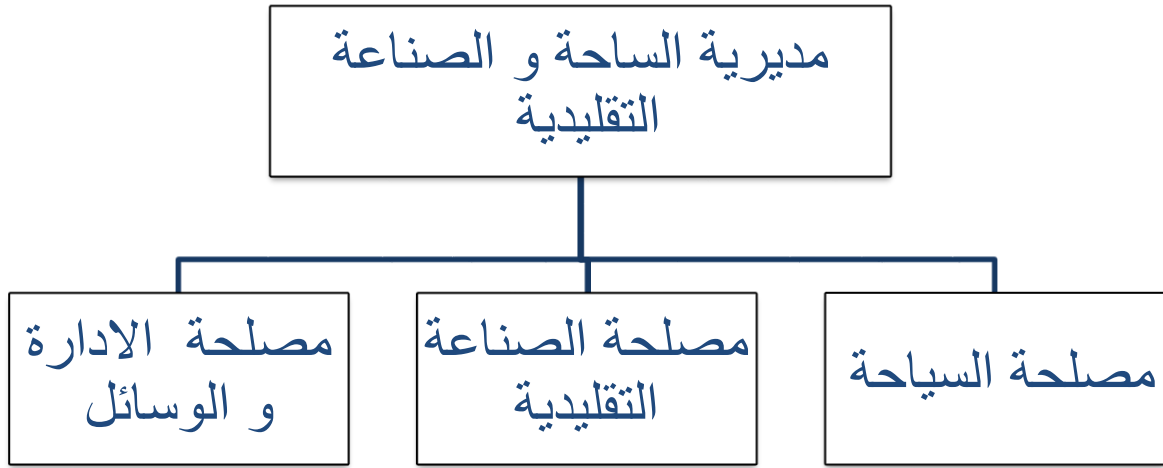 مديرية الساحة و الصناعة
التقليدية
مصلحة السياحة
مصلحة الصناعة
التقليدية
مصلحة الادارة
و الوسائل